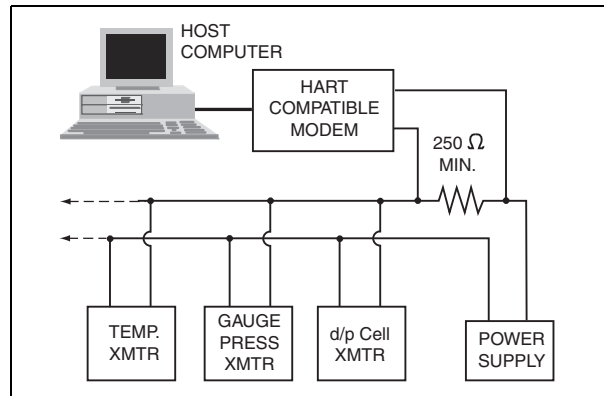 HOST
COMPUTER
HART
COMPATIBLE
MODEM
250 Ω
MIN.
TEMP.
XMTR
GAUGE
PRESS
XMTR
d/p Cell
XMTR
POWER
SUPPLY